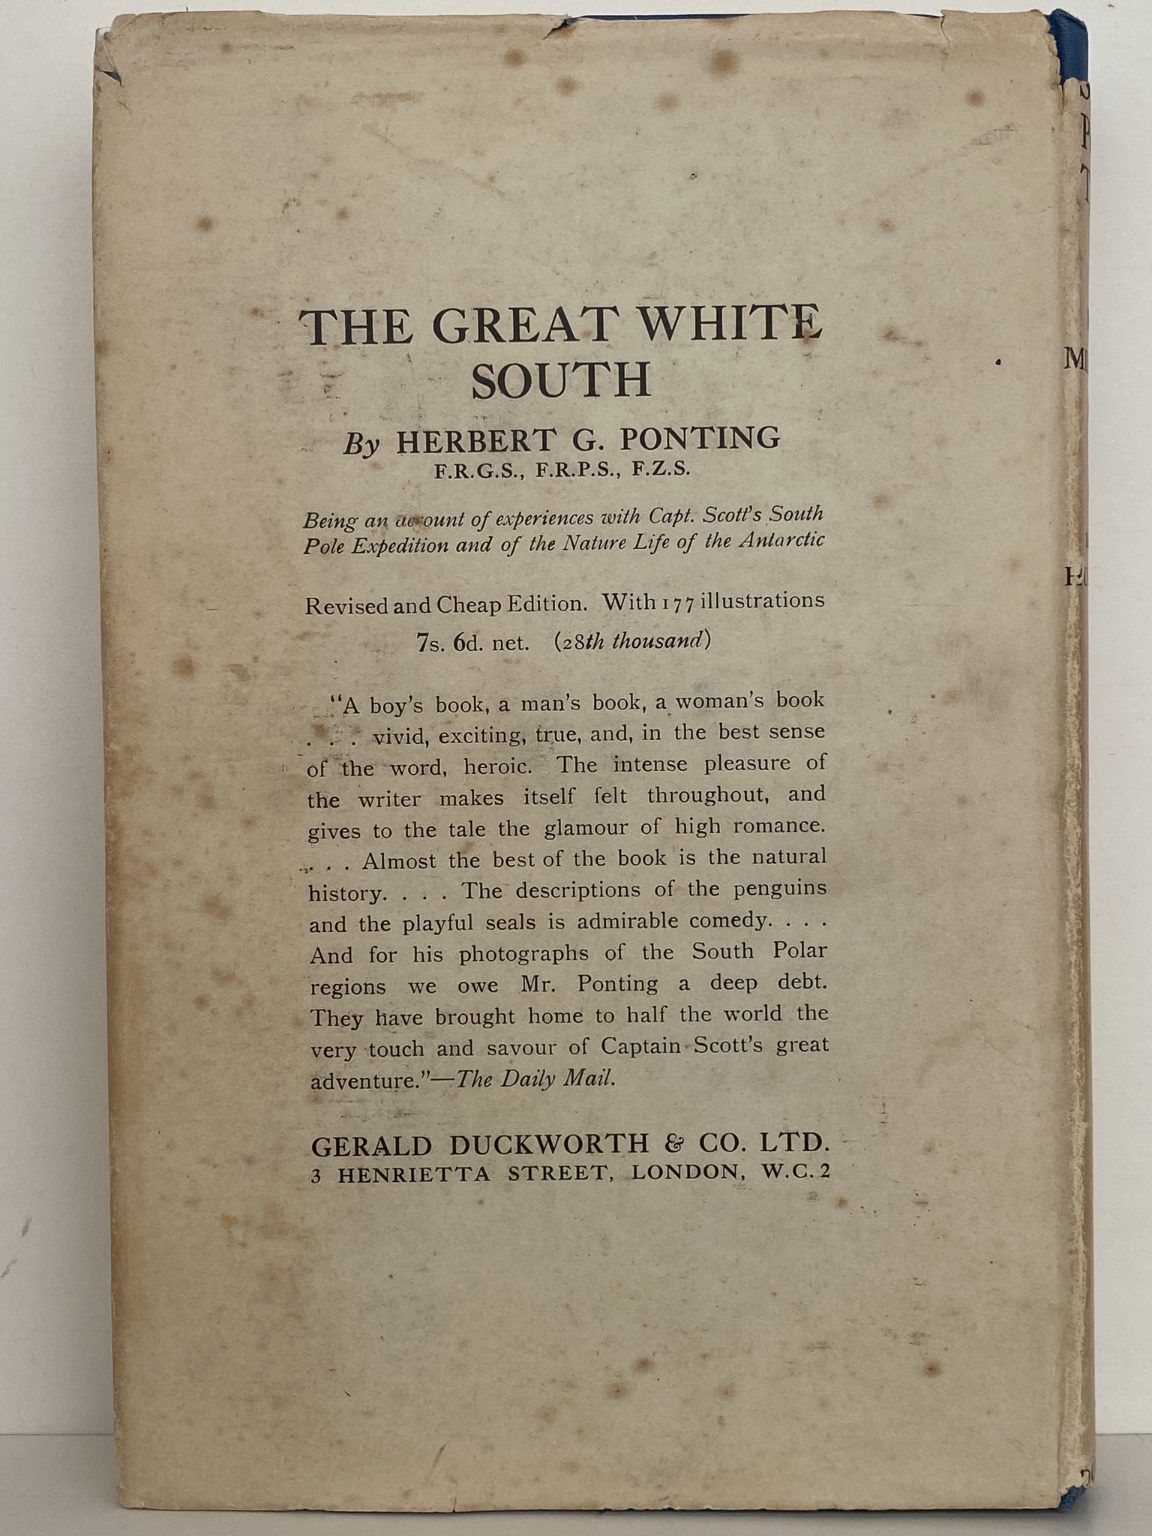 THE GREAT WHITE
SOUTH
By HERBERT G. PONTING
F.R.G.S., F.R.P.S., F.Z.S.
Being an account of experiences with Capt. Scott's South
Pole Expedition and of the Nature Life of the Antarctic
Revised and Cheap Edition. With 177 illustrations
7s. 6d. net. (28th thousand)
"A boy's book, a man's book, a woman's book
. . . vivid, exciting, true, and, in the best sense
of the word, heroic. The intense pleasure of
the writer makes itself felt throughout, and
gives to the tale the glamour of high romance.
. . . Almost the best of the book is the natural
history. . . . The descriptions of the penguins
and the playful seals is admirable comedy. . . .
And for his photographs of the South Polar
regions we owe Mr. Ponting a deep debt.
They have brought home to half the world the
very touch and savour of Captain Scott's great
adventure."—The Daily Mail.
GERALD DUCKWORTH & CO. LTD.
3 HENRIETTA STREET, LONDON, W.C.2